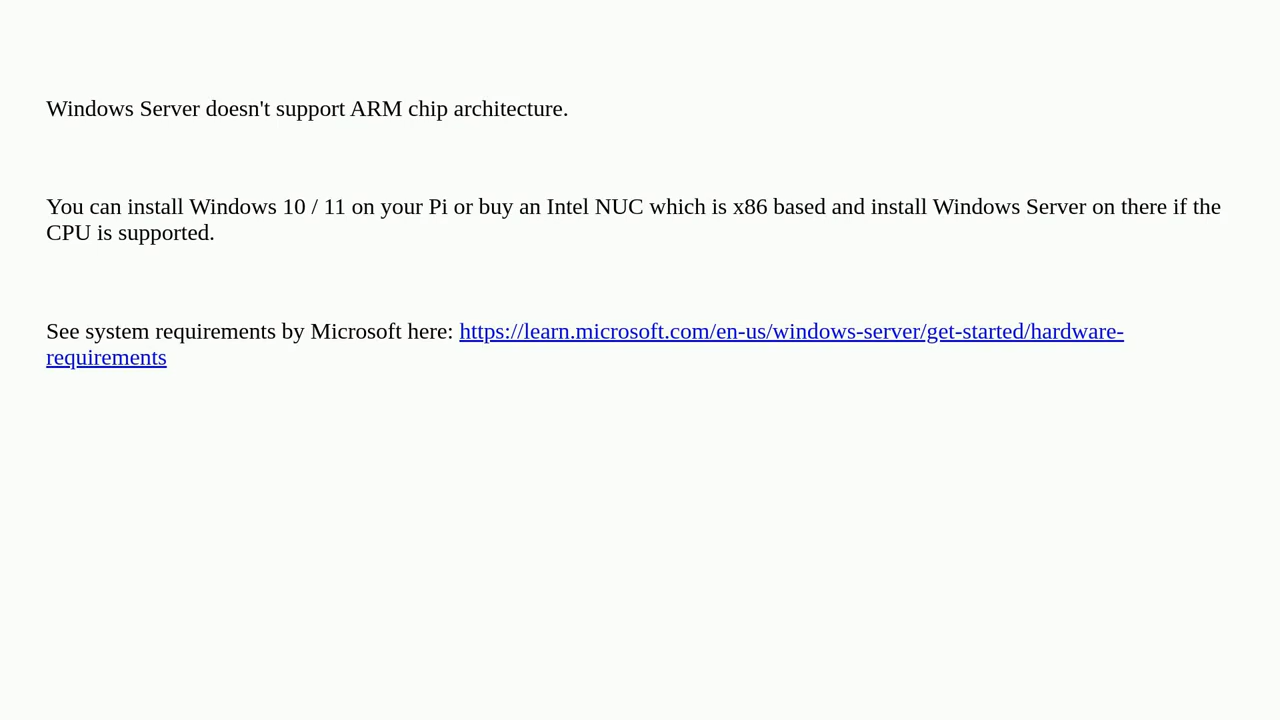 Windows Server doesn't support ARM chip architecture.
You can install Windows 10 / 11 on your Pi or buy an Intel NUC which is x86 based and install Windows Server on there if the
CPU is supported.
See system requirements by Microsoft here: https://learn.microsoft.com/en-us/windows-server/get-started/hardware-
requirements